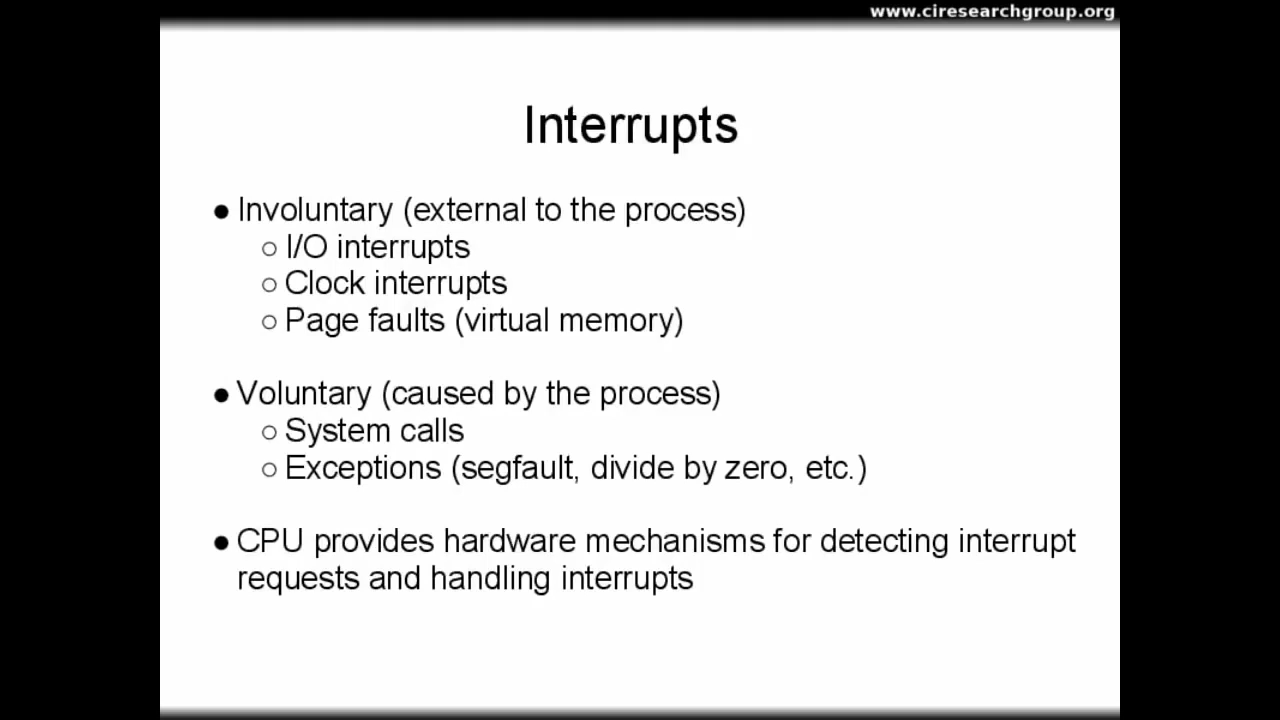 www.ciresearchgroup.org
Interrupts
● Involuntary (external to the process)
○ I/O interrupts
○ Clock interrupts
○ Page faults (virtual memory)
● Voluntary (caused by the process)
○ System calls
○ Exceptions (segfault, divide by zero, etc.)
● CPU provides hardware mechanisms for detecting interrupt
requests and handling interrupts